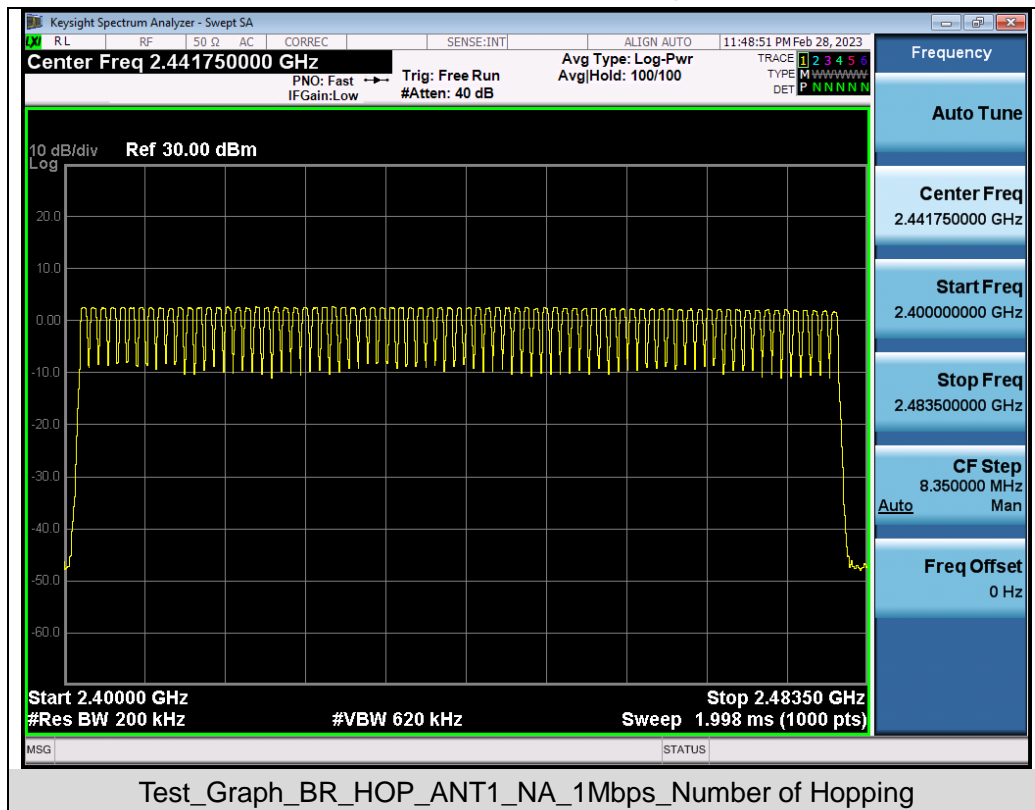 Keysight Spectrum Analyzer - Swept SA
LXI RL RF 50 Ω AC CORREC SENSE:INT ALIGN AUTO 11:48:51 PM Feb 28, 2023
Center Freq 2.441750000 GHz
PNO: Fast
IFGain:Low
Trig: Free Run
#Atten: 40 dB
Avg Type: Log-Pwr
Avg|Hold: 100/100
TRACE 1 2 3 4 5 6
TYPE M WWWWW
DET P N N N N N
10 dB/div Ref 30.00 dBm
Log
20.0
10.0
0.00
-10.0
-20.0
-30.0
-40.0
-50.0
-60.0
Start 2.40000 GHz Stop 2.48350 GHz
#Res BW 200 kHz #VBW 620 kHz Sweep 1.998 ms (1000 pts)
MSG STATUS
Frequency
Auto Tune
Center Freq
2.441750000 GHz
Start Freq
2.400000000 GHz
Stop Freq
2.483500000 GHz
CF Step
8.350000 MHz
Auto Man
Freq Offset
0 Hz
Test_Graph_BR_HOP_ANT1_NA_1Mbps_Number of Hopping